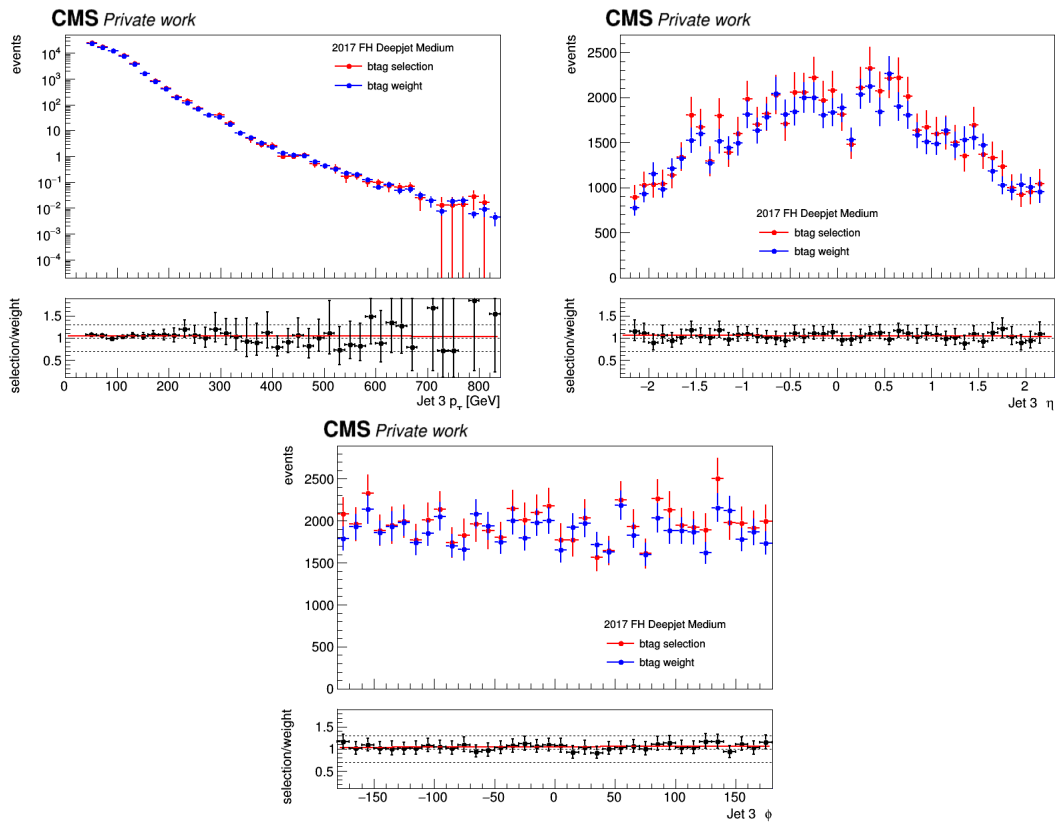 CMS Private work
events
10⁴
10³
10²
10
1
10⁻¹
10⁻²
10⁻³
10⁻⁴
2017 FH Deepjet Medium
btag selection
btag weight
selection/weight
1.5
1
0.5
0 100 200 300 400 500 600 700 800
Jet 3 p_T [GeV]
CMS Private work
events
2500
2000
1500
1000
500
0
2017 FH Deepjet Medium
btag selection
btag weight
selection/weight
1.5
1
0.5
−2 −1.5 −1 −0.5 0 0.5 1 1.5 2
Jet 3 η
CMS Private work
events
2500
2000
1500
1000
500
0
2017 FH Deepjet Medium
btag selection
btag weight
selection/weight
1.5
1
0.5
−150 −100 −50 0 50 100 150
Jet 3 ϕ